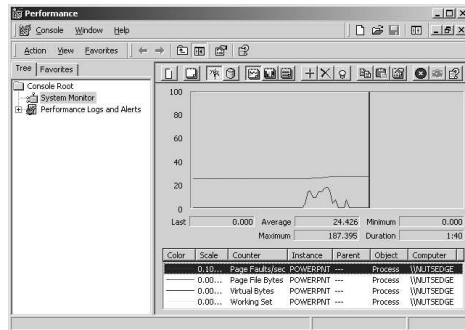 Performance
Console Window Help
Action View Favorites
Tree Favorites
Console Root
System Monitor
Performance Logs and Alerts
100
80
60
40
20
0
Last 0.000 Average 24.426 Minimum 0.000
Maximum 187.395 Duration 1:40
Color Scale Counter Instance Parent Object Computer
0.10... Page Faults/sec POWERPNT --- Process \\NUTSEDGE
0.00... Page File Bytes POWERPNT --- Process \\NUTSEDGE
0.00... Virtual Bytes POWERPNT --- Process \\NUTSEDGE
0.00... Working Set POWERPNT --- Process \\NUTSEDGE